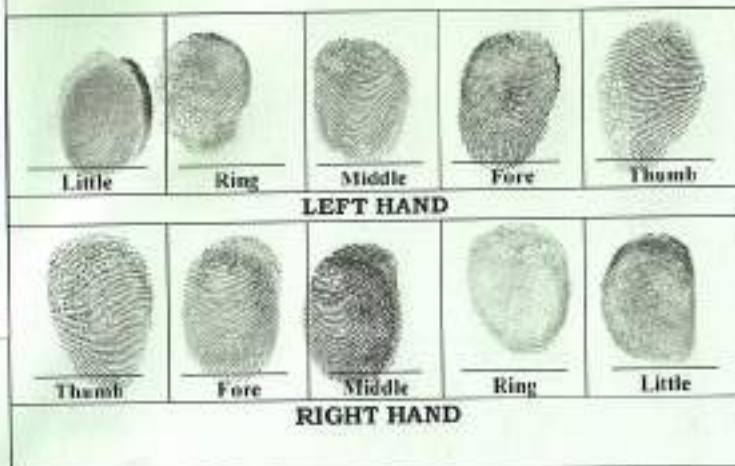 Little Ring Middle Fore Thumb
LEFT HAND
Thumb Fore Middle Ring Little
RIGHT HAND